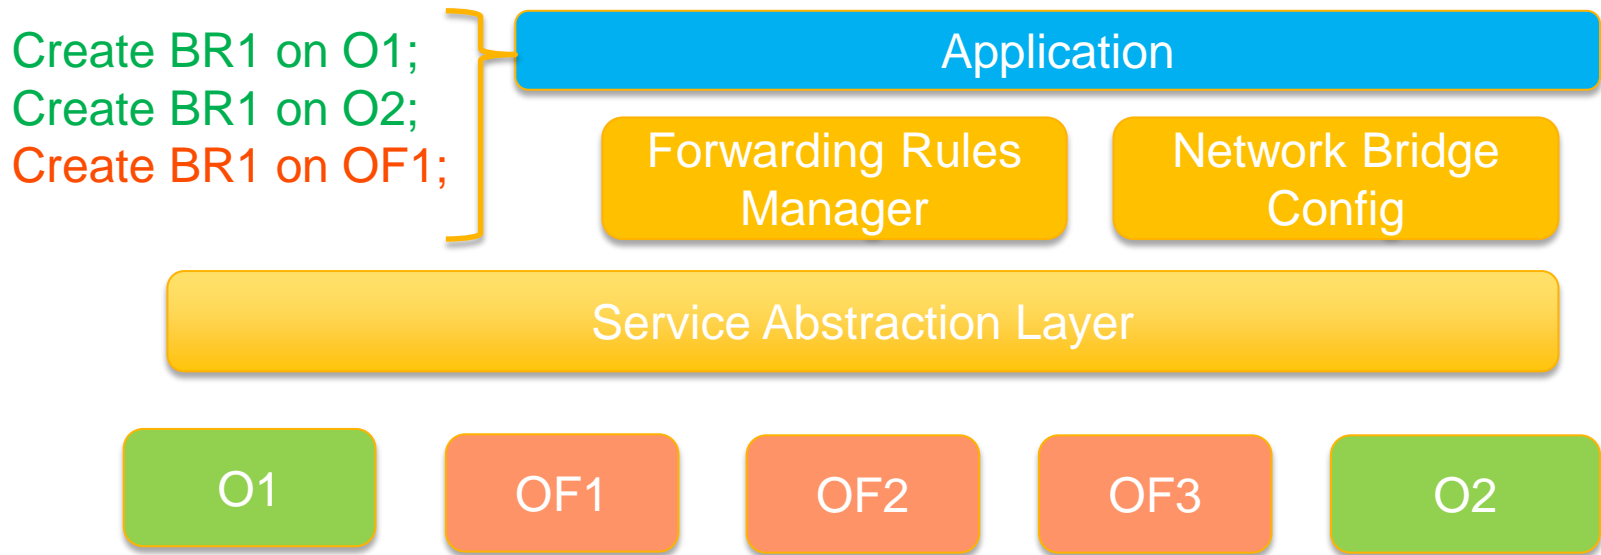 Create BR1 on O1;
Create BR1 on O2;
Create BR1 on OF1;
Application
Forwarding Rules
Manager
Network Bridge
Config
Service Abstraction Layer
O1
OF1
OF2
OF3
O2